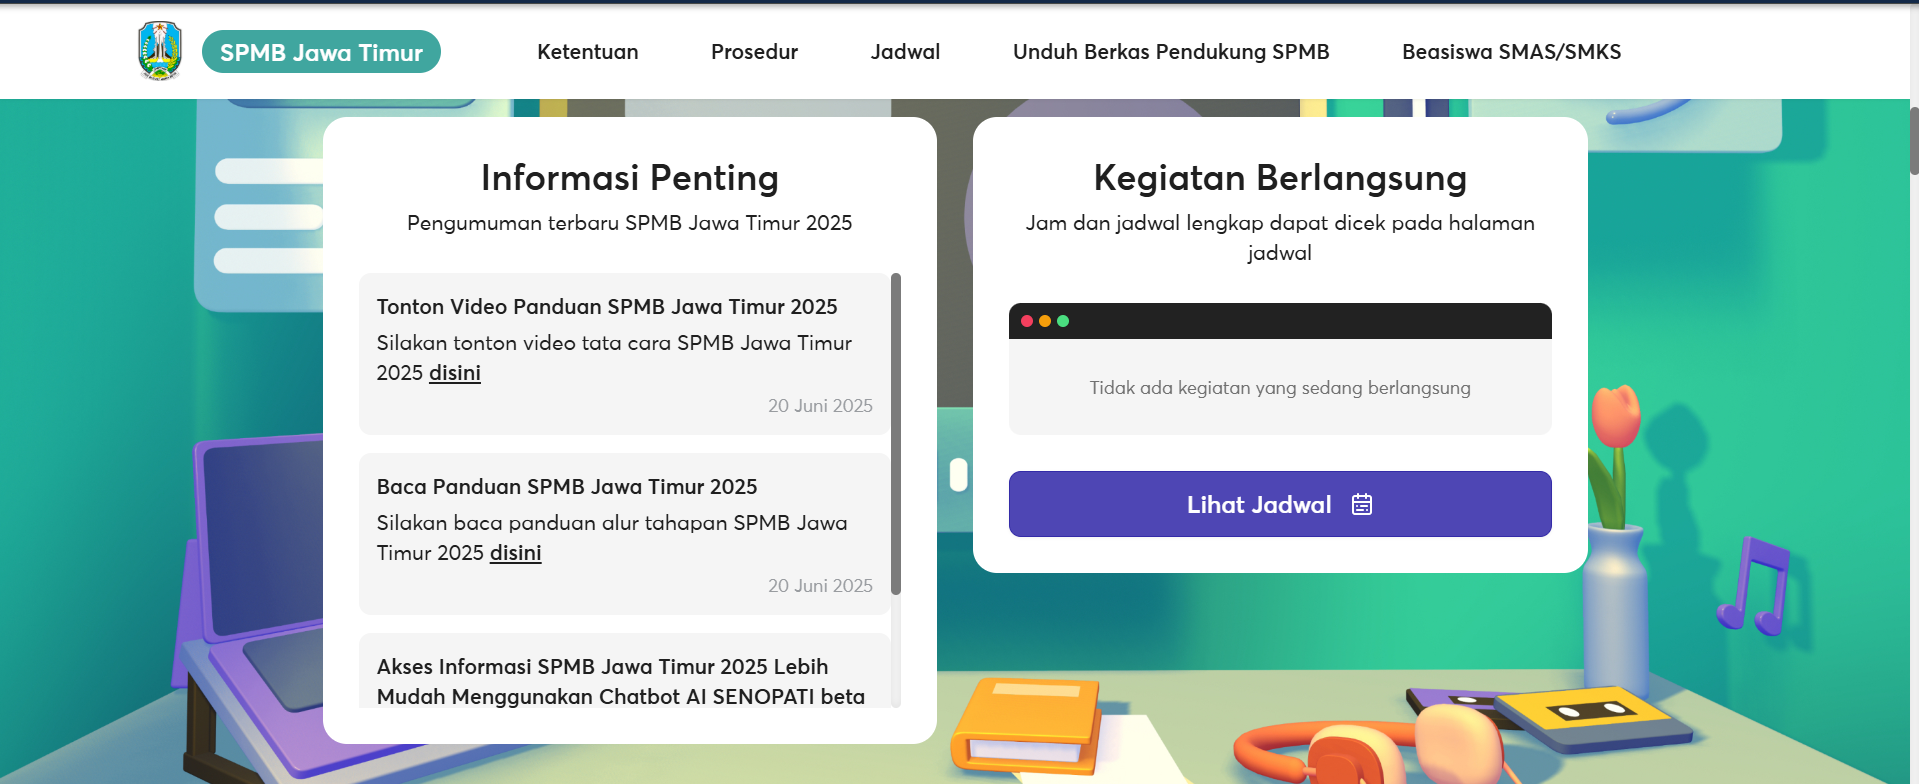 SPMB Jawa Timur
Ketentuan
Prosedur
Jadwal
Unduh Berkas Pendukung SPMB
Beasiswa SMAS/SMKS
Informasi Penting
Pengumuman terbaru SPMB Jawa Timur 2025
Tonton Video Panduan SPMB Jawa Timur 2025
Silakan tonton video tata cara SPMB Jawa Timur
2025 disini
20 Juni 2025
Baca Panduan SPMB Jawa Timur 2025
Silakan baca panduan alur tahapan SPMB Jawa
Timur 2025 disini
20 Juni 2025
Akses Informasi SPMB Jawa Timur 2025 Lebih
Mudah Menggunakan Chatbot AI SENOPATI beta
Kegiatan Berlangsung
Jam dan jadwal lengkap dapat dicek pada halaman
jadwal
Tidak ada kegiatan yang sedang berlangsung
Lihat Jadwal